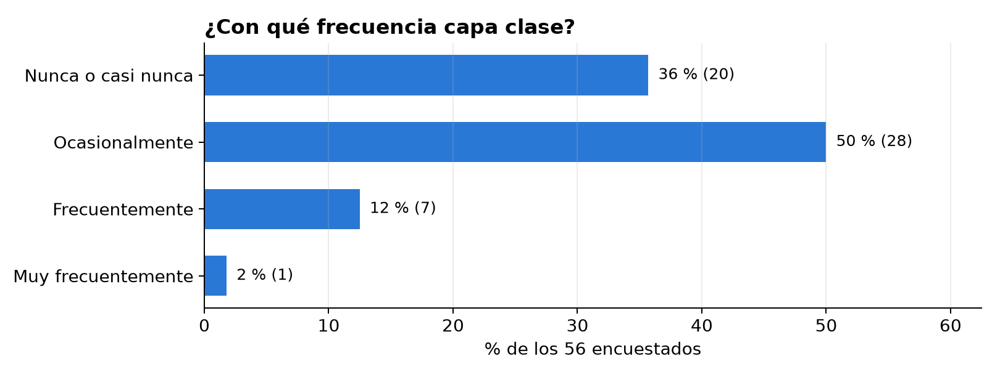 ¿Con qué frecuencia capa clase?
Nunca o casi nunca
36 % (20)
Ocasionalmente
50 % (28)
Frecuentemente
12 % (7)
Muy frecuentemente
2 % (1)
0 10 20 30 40 50 60
% de los 56 encuestados